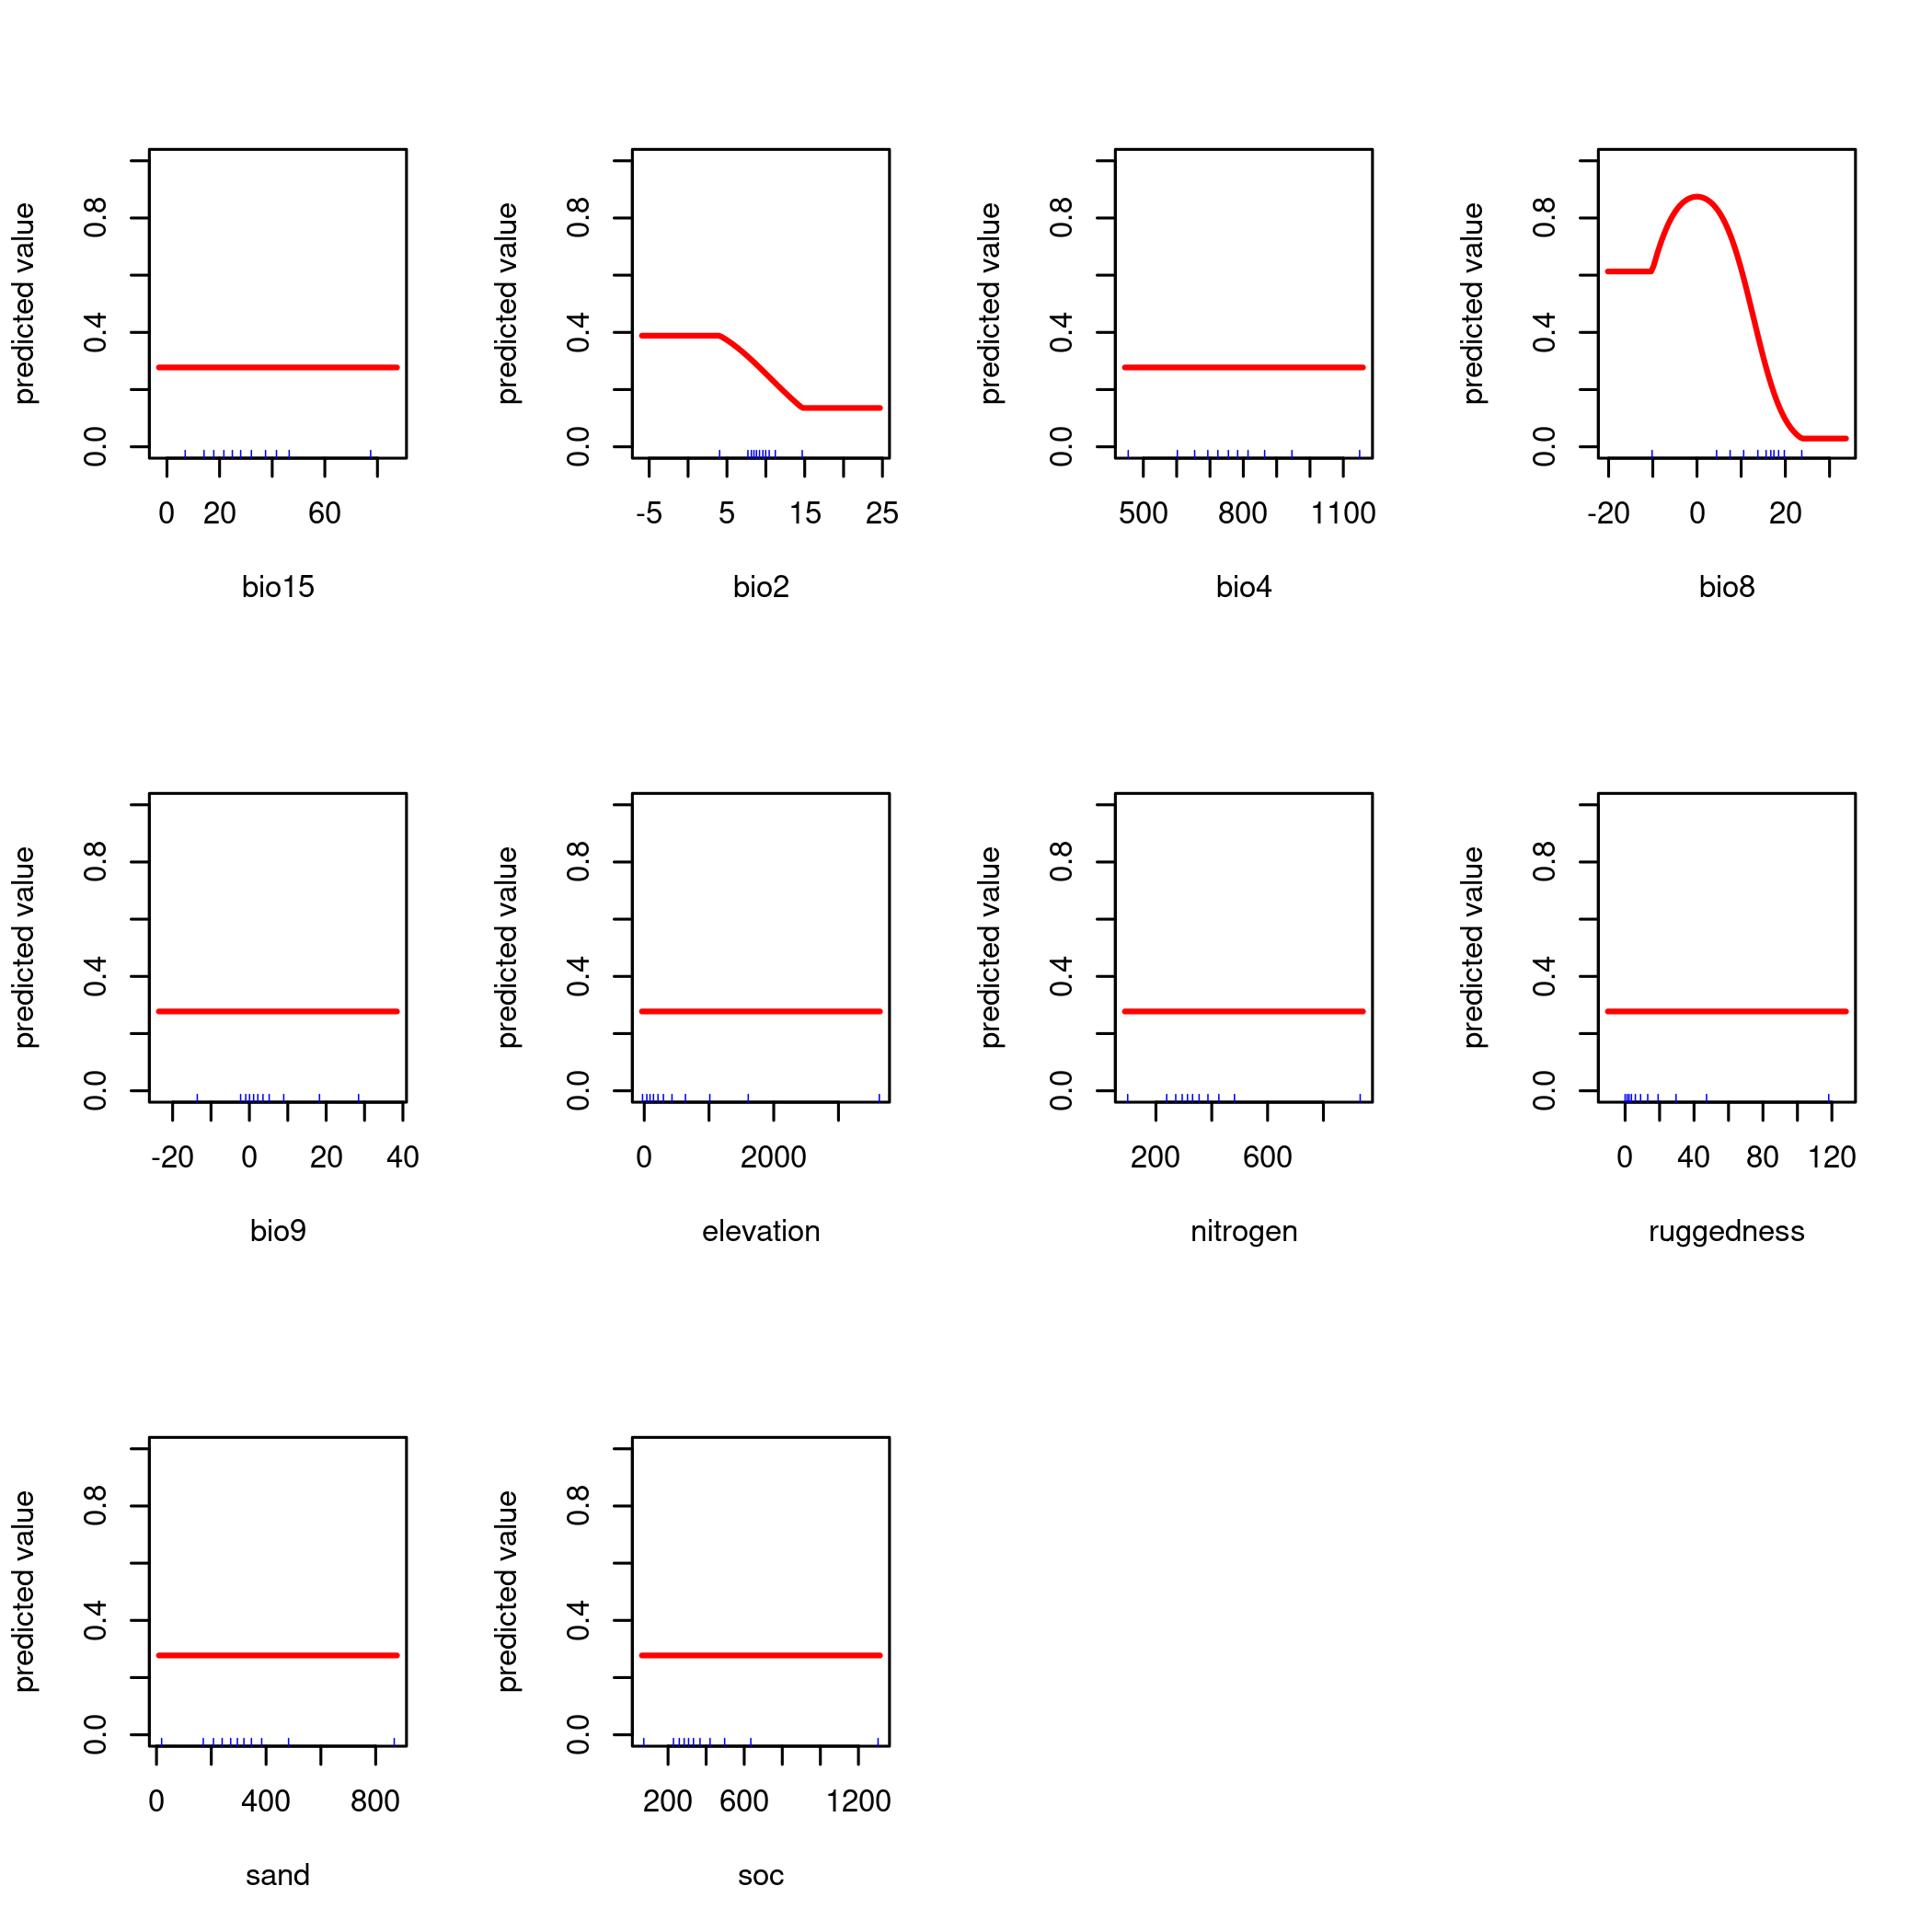 predicted value
0.0 0.4 0.8
0 20 60
bio15
predicted value
0.0 0.4 0.8
-5 5 15 25
bio2
predicted value
0.0 0.4 0.8
500 800 1100
bio4
predicted value
0.0 0.4 0.8
-20 0 20
bio8
predicted value
0.0 0.4 0.8
-20 0 20 40
bio9
predicted value
0.0 0.4 0.8
0 2000
elevation
predicted value
0.0 0.4 0.8
200 600
nitrogen
predicted value
0.0 0.4 0.8
0 40 80 120
ruggedness
predicted value
0.0 0.4 0.8
0 400 800
sand
predicted value
0.0 0.4 0.8
200 600 1200
soc